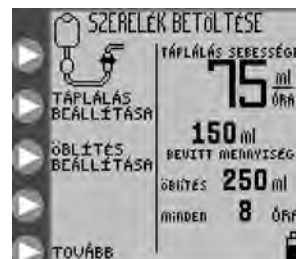 SZERELÉK BETÖLTÉSE
TÁPLÁLÁS SEBESSÉGE
75 ml
ÓRA
TÁPLÁLÁS
BEÁLLÍTÁSA
150 ml
BEVITT MENNYISÉG
ÖBLÍTÉS
BEÁLLÍTÁSA
ÖBLÍTÉS 250 ml
MINDEN 8 ÓRA
TOVÁBB